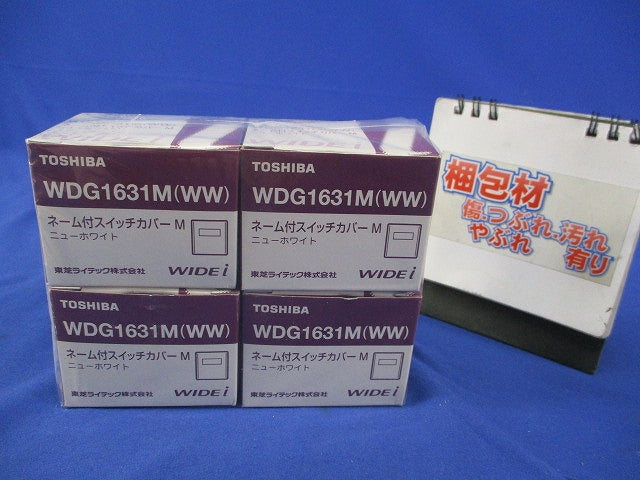 TOSHIBA
WDG1631M(WW)
ネーム付スイッチカバー M
ニューホワイト
東芝ライテック株式会社 WIDE i
TOSHIBA
WDG1631M(WW)
ネーム付スイッチカバー M
ニューホワイト
東芝ライテック株式会社 WIDE i
TOSHIBA
WDG1631M(WW)
ネーム付スイッチカバー M
ニューホワイト
東芝ライテック株式会社 WIDE i
TOSHIBA
WDG1631M(WW)
ネーム付スイッチカバー M
ニューホワイト
東芝ライテック株式会社 WIDE i
梱包材
傷・つぶれ・汚れ
やぶれ 有り